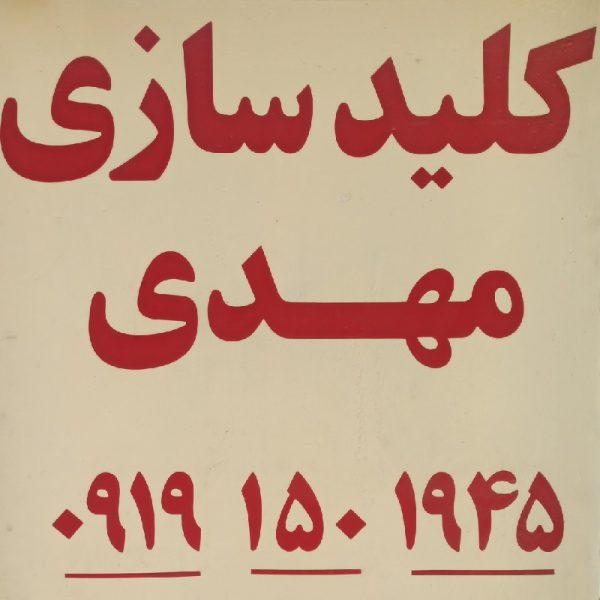 کلید سازی
مهدی
۰۹۱۹ ۱۵۰ ۱۹۴۵